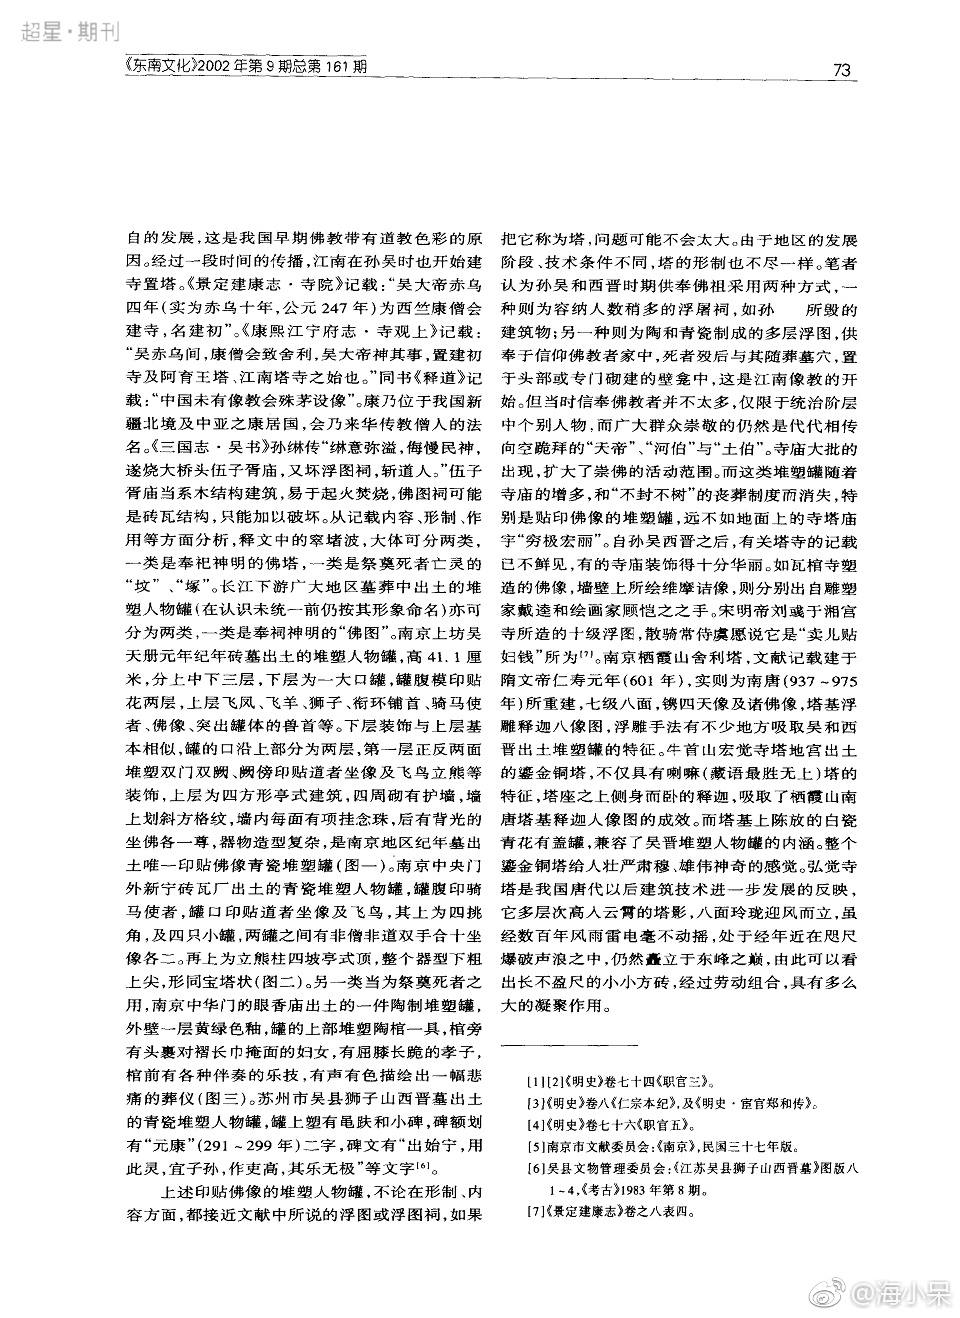 超星·期刊
《东南文化》2002年第9期总第161期
73
自的发展,这是我国早期佛教带有道教色彩的原
因。经过一段时间的传播,江南在孙吴时也开始建
寺置塔。《景定建康志·寺院》记载:“吴大帝赤乌
四年(实为赤乌十年,公元247年)为西竺康僧会
建寺,名建初”。《康熙江宁府志·寺观上》记载:
“吴赤乌间,康僧会致舍利,吴大帝神其事,置建初
寺及阿育王塔、江南塔寺之始也。”同书《释道》记
载:“中国未有像教会殊茅设像”。康乃位于我国新
疆北境及中亚之康居国,会乃来华传教僧人的法
名。《三国志·吴书》孙綝传“綝意弥溢,侮慢民神,
遂烧大桥头伍子胥庙,又坏浮图祠,斩道人。”伍子
胥庙当系木结构建筑,易于起火焚烧,佛图祠可能
是砖瓦结构,只能加以破坏。从记载内容、形制、作
用等方面分析,释文中的窣堵波,大体可分两类,
一类是奉祀神明的佛塔,一类是祭奠死者亡灵的
“坟”、“塚”。长江下游广大地区墓葬中出土的堆
塑人物罐(在认识未统一前仍按其形象命名)亦可
分为两类,一类是奉祠神明的“佛图”。南京上坊吴
天册元年纪年砖墓出土的堆塑人物罐,高41.1厘
米,分上中下三层,下层为一大口罐,罐腹模印贴
花两层,上层飞凤、飞羊、狮子、衔环铺首、骑马使
者、佛像、突出罐体的兽首等。下层装饰与上层基
本相似,罐的口沿上部分为两层,第一层正反两面
堆塑双门双阙、阙傍印贴道者坐像及飞鸟立熊等
装饰,上层为四方形亭式建筑,四周砌有护墙,墙
上划斜方格纹,墙内每面有项挂念珠,后有背光的
坐佛各一尊,器物造型复杂,是南京地区纪年墓出
土唯一印贴佛像青瓷堆塑罐(图一)。南京中央门
外新宁砖瓦厂出土的青瓷堆塑人物罐,罐腹印骑
马使者,罐口印贴道者坐像及飞鸟,其上为四挑
角,及四只小罐,两罐之间有非僧非道双手合十坐
像各二。再上为立熊柱四坡亭式顶,整个器型下粗
上尖,形同宝塔状(图二)。另一类当为祭奠死者之
用,南京中华门的眼香庙出土的一件陶制堆塑罐,
外壁一层黄绿色釉,罐的上部堆塑陶棺一具,棺旁
有头裹对褶长巾掩面的妇女,有屈膝长跪的孝子,
棺前有各种伴奏的乐技,有声有色描绘出一幅悲
痛的葬仪(图三)。苏州市吴县狮子山西晋墓出土
的青瓷堆塑人物罐,罐上塑有黾趺和小碑,碑额划
有“元康”(291~299年)二字,碑文有“出始宁,用
此灵,宜子孙,作吏高,其乐无极”等文字[6]。
上述印贴佛像的堆塑人物罐,不论在形制、内
容方面,都接近文献中所说的浮图或浮图祠,如果
把它称为塔,问题可能不会太大。由于地区的发展
阶段、技术条件不同,塔的形制也不尽一样。笔者
认为孙吴和西晋时期供奉佛祖采用两种方式,一
种则为容纳人数稍多的浮屠祠,如孙 所毁的
建筑物;另一种则为陶和青瓷制成的多层浮图,供
奉于信仰佛教者家中,死者殁后与其随葬墓穴,置
于头部或专门砌建的壁龛中,这是江南像教的开
始。但当时信奉佛教者并不太多,仅限于统治阶层
中个别人物,而广大群众崇敬的仍然是代代相传
向空跪拜的“天帝”、“河伯”与“土伯”。寺庙大批的
出现,扩大了崇佛的活动范围。而这类堆塑罐随着
寺庙的增多,和“不封不树”的丧葬制度而消失,特
别是贴印佛像的堆塑罐,远不如地面上的寺塔庙
宇“穷极宏丽”。自孙吴西晋之后,有关塔寺的记载
已不鲜见,有的寺庙装饰得十分华丽。如瓦棺寺塑
造的佛像,墙壁上所绘维摩诘像,则分别出自雕塑
家戴逵和绘画家顾恺之之手。宋明帝刘彧于湘宫
寺所造的十级浮图,散骑常侍虞愿说它是“实儿贴
妇钱”所为[7]。南京栖霞山舍利塔,文献记载建于
隋文帝仁寿元年(601年),实则为南唐(937~975
年)所重建,七级八面,镌四天像及诸佛像,塔基浮
雕释迦八像图,浮雕手法有不少地方吸取吴和西
晋出土堆塑罐的特征。牛首山宏觉寺塔地宫出土
的鎏金铜塔,不仅具有喇嘛(藏语最胜无上)塔的
特征,塔座之上侧身而卧的释迦,吸取了栖霞山南
唐塔基释迦人像图的成效。而塔基上陈放的白瓷
青花有盖罐,兼容了吴晋堆塑人物罐的内涵。整个
鎏金铜塔给人壮严肃穆、雄伟神奇的感觉。弘觉寺
塔是我国唐代以后建筑技术进一步发展的反映,
它多层次高人云霄的塔影,八面玲珑迎风而立,虽
经数百年风雨雷电毫不动摇,处于经年近在咫尺
爆破声浪之中,仍然矗立于东峰之巅,由此可以看
出长不盈尺的小小方砖,经过劳动组合,具有多么
大的凝聚作用。
[1][2]《明史》卷七十四《职官三》。
[3]《明史》卷八《仁宗本纪》,及《明史·宦官郑和传》。
[4]《明史》卷七十六《职官五》。
[5]南京市文献委员会:《南京》,民国三十七年版。
[6]吴县文物管理委员会:《江苏吴县狮子山西晋墓》图版八
1~4,《考古》1983年第8期。
[7]《景定建康志》卷之八表四。
@海小呆